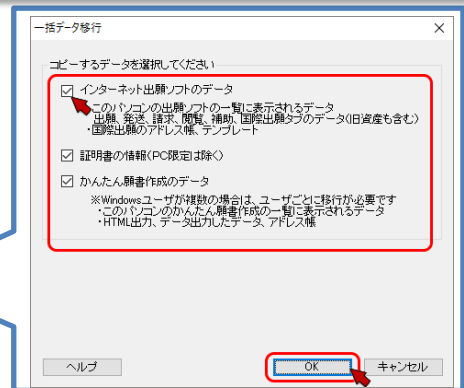 一括データ移行
コピーするデータを選択してください
インターネット出願ソフトのデータ
・このパソコンの出願ソフトの一覧に表示されるデータ
出願、発送、請求、閲覧、補助、国際出願タブのデータ(旧資産も含む)
・国際出願のアドレス帳、テンプレート
証明書の情報(PC限定は除く)
かんたん願書作成のデータ
※Windowsユーザが複数の場合は、ユーザごとに移行が必要です
・このパソコンのかんたん願書作成の一覧に表示されるデータ
・HTML出力、データ出力したデータ、アドレス帳
ヘルプ OK キャンセル